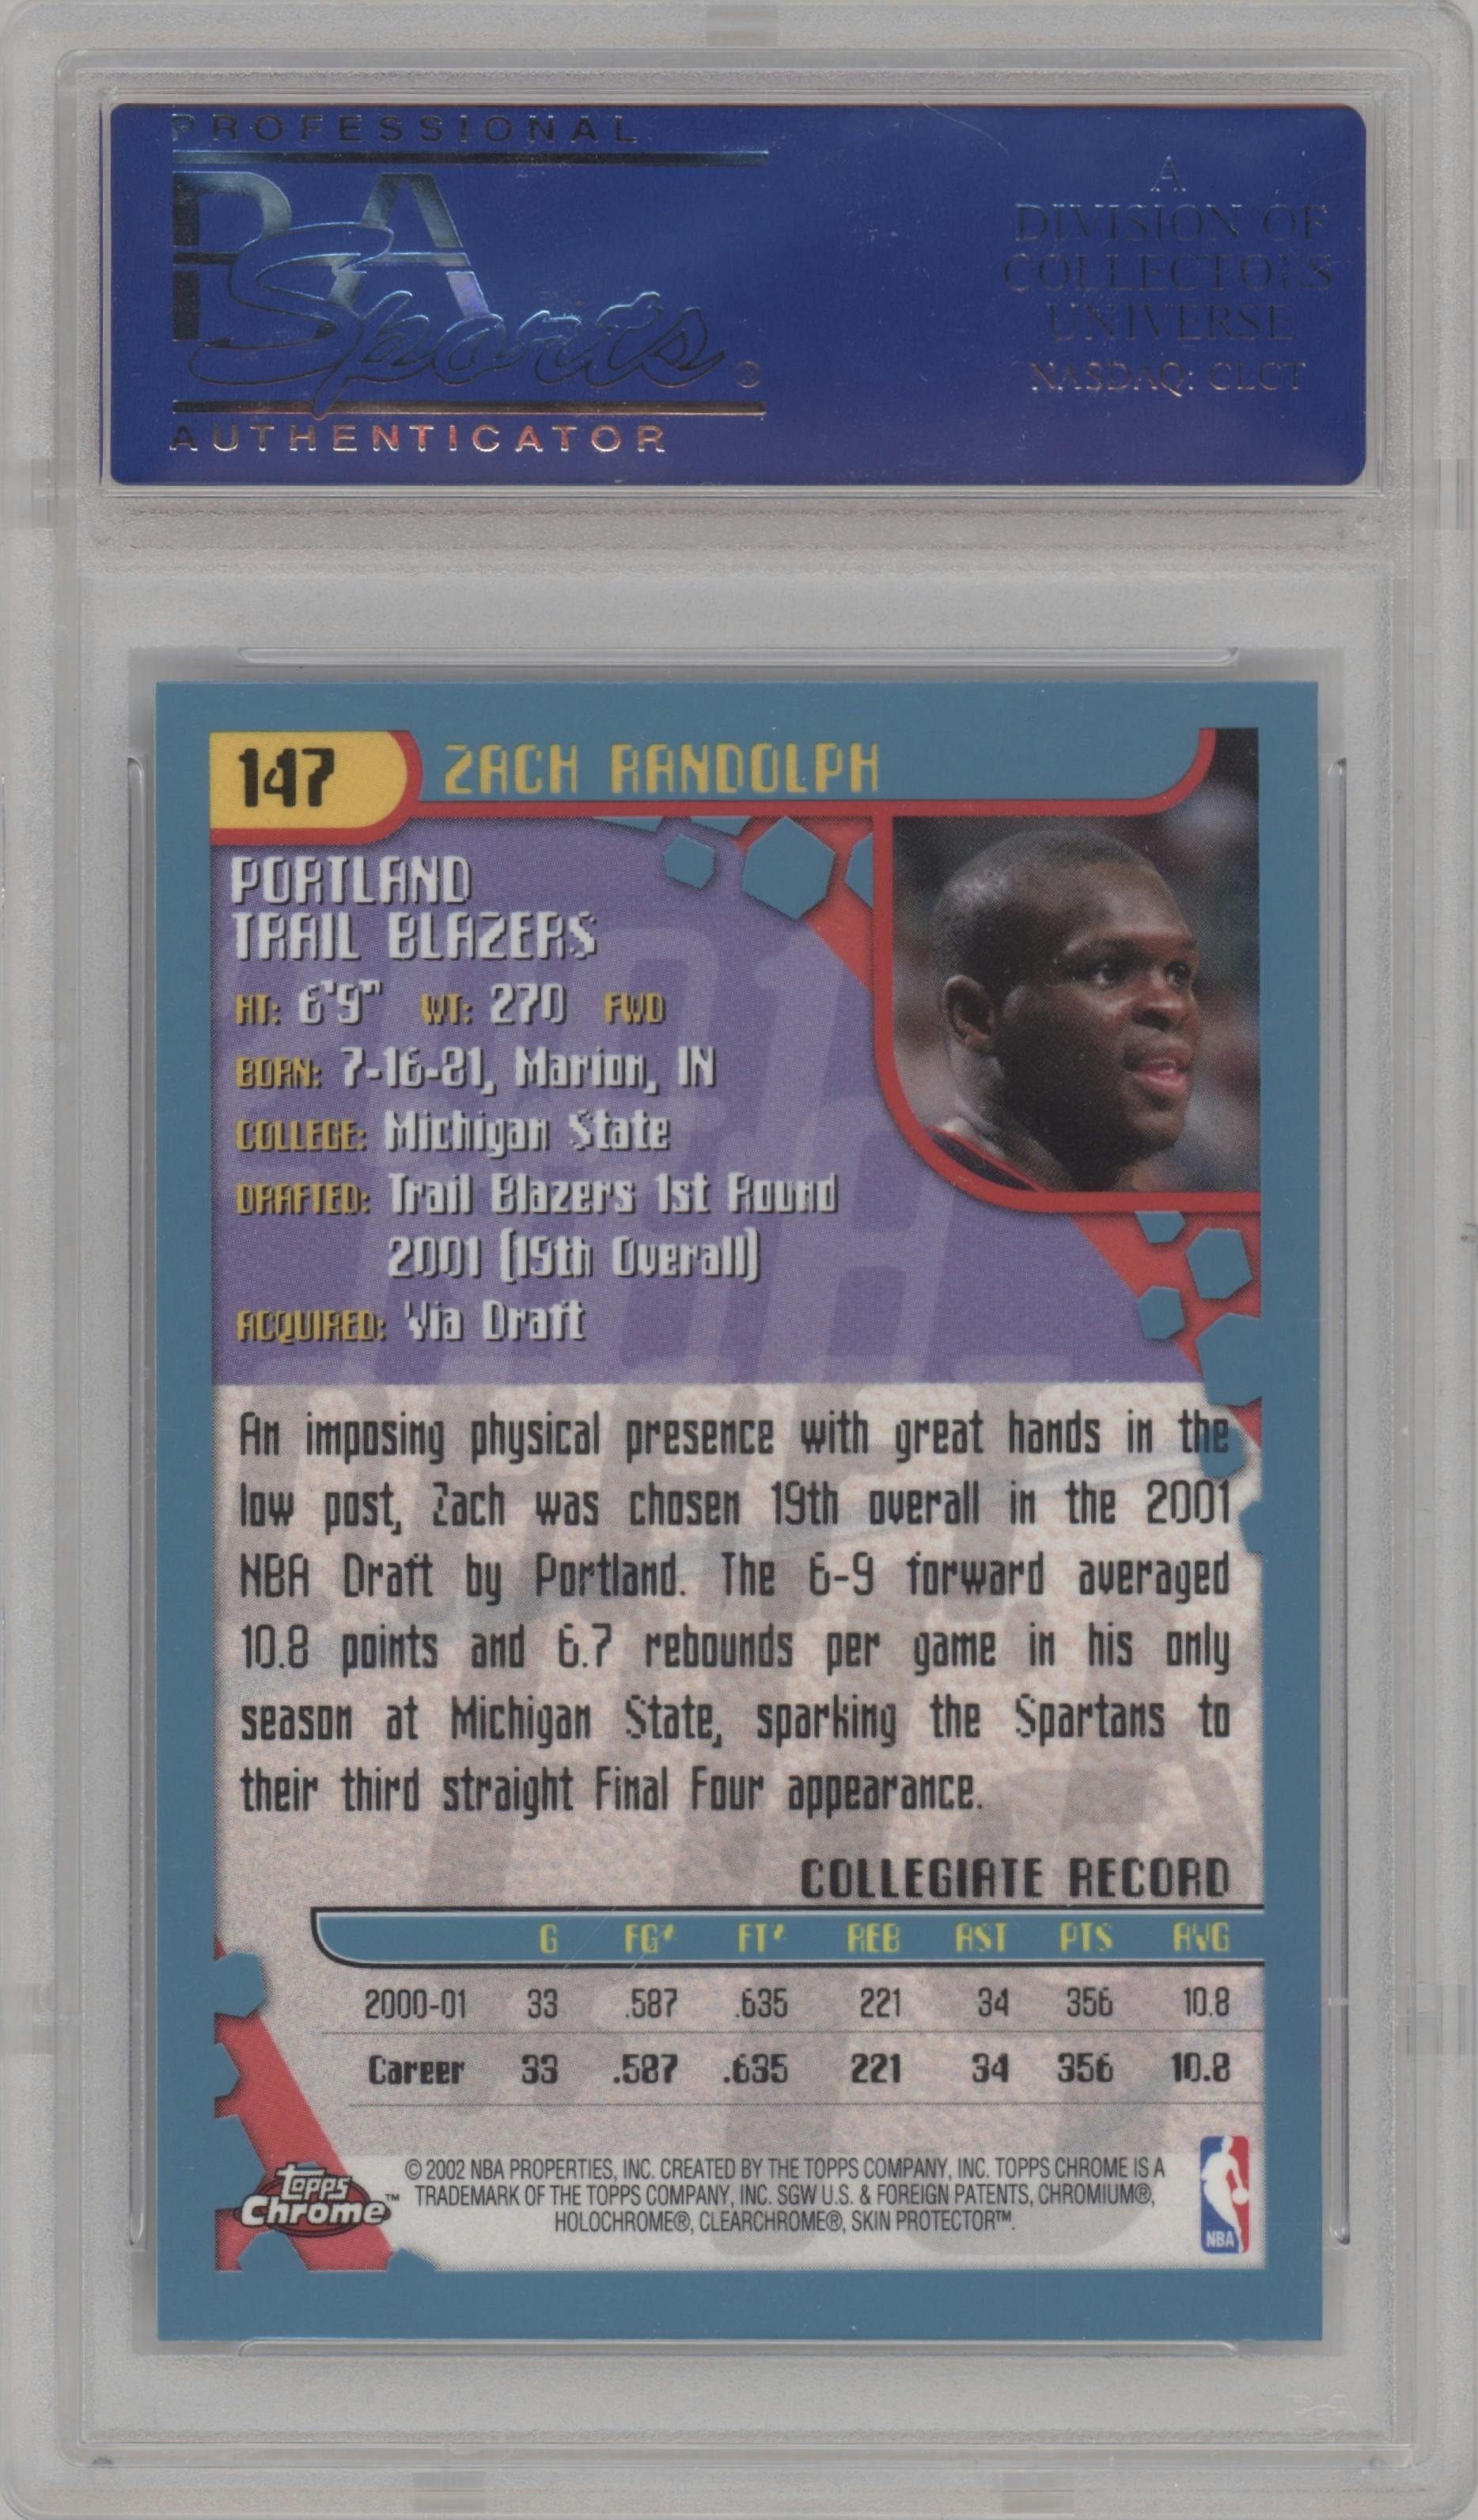 PROFESSIONAL
PSA
Sports®
AUTHENTICATOR
A
DIVISION OF
COLLECTORS
UNIVERSE
NASDAQ: CLCT
147 ZACH RANDOLPH
PORTLAND
TRAIL BLAZERS
HT: 6'9" WT: 270 FWD
BORN: 7-16-81, Marion, IN
COLLEGE: Michigan State
DRAFTED: Trail Blazers 1st Round
2001 (19th Overall)
ACQUIRED: Via Draft
An imposing physical presence with great hands in the
low post, Zach was chosen 19th overall in the 2001
NBA Draft by Portland. The 6-9 forward averaged
10.8 points and 6.7 rebounds per game in his only
season at Michigan State, sparking the Spartans to
their third straight Final Four appearance.
COLLEGIATE RECORD
G FG% FT% REB AST PTS AVG
2000-01 33 .587 .635 221 34 356 10.8
Career 33 .587 .635 221 34 356 10.8
topps
Chrome™
© 2002 NBA PROPERTIES, INC. CREATED BY THE TOPPS COMPANY, INC. TOPPS CHROME IS A
TRADEMARK OF THE TOPPS COMPANY, INC. SGW U.S. & FOREIGN PATENTS, CHROMIUM®,
HOLOCHROME®, CLEARCHROME®, SKIN PROTECTOR™.
NBA